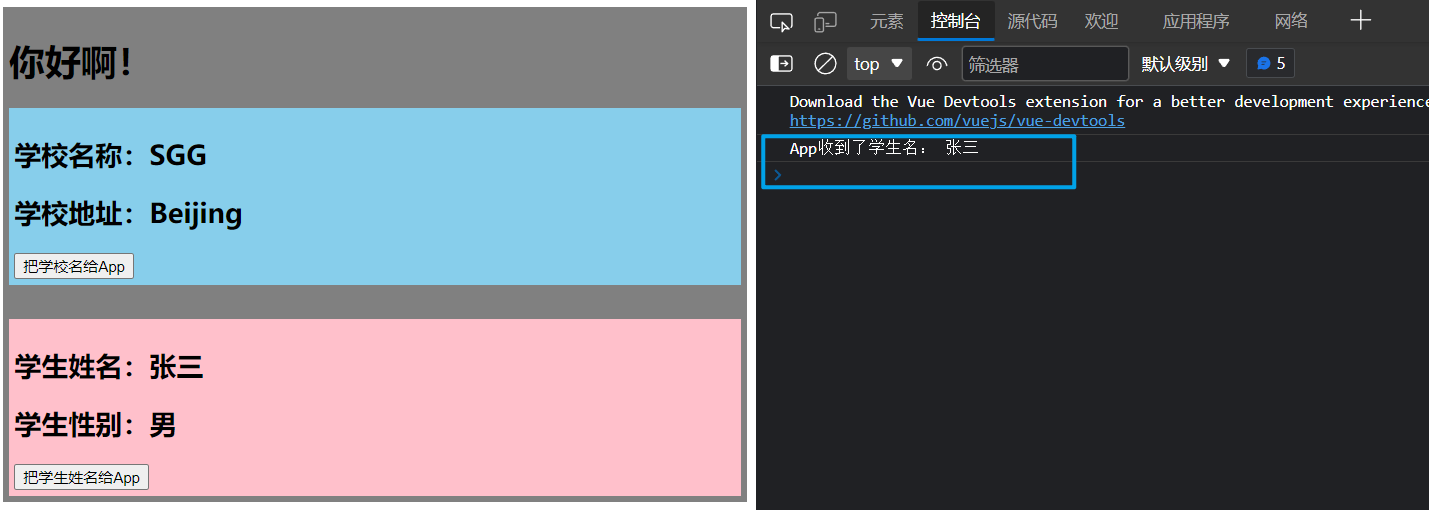 你好啊！
学校名称：SGG
学校地址：Beijing
把学校名给App
学生姓名：张三
学生性别：男
把学生姓名给App
元素 控制台 源代码 欢迎 应用程序 网络
top 筛选器 默认级别 5
Download the Vue Devtools extension for a better development experience
https://github.com/vuejs/vue-devtools
App收到了学生名： 张三